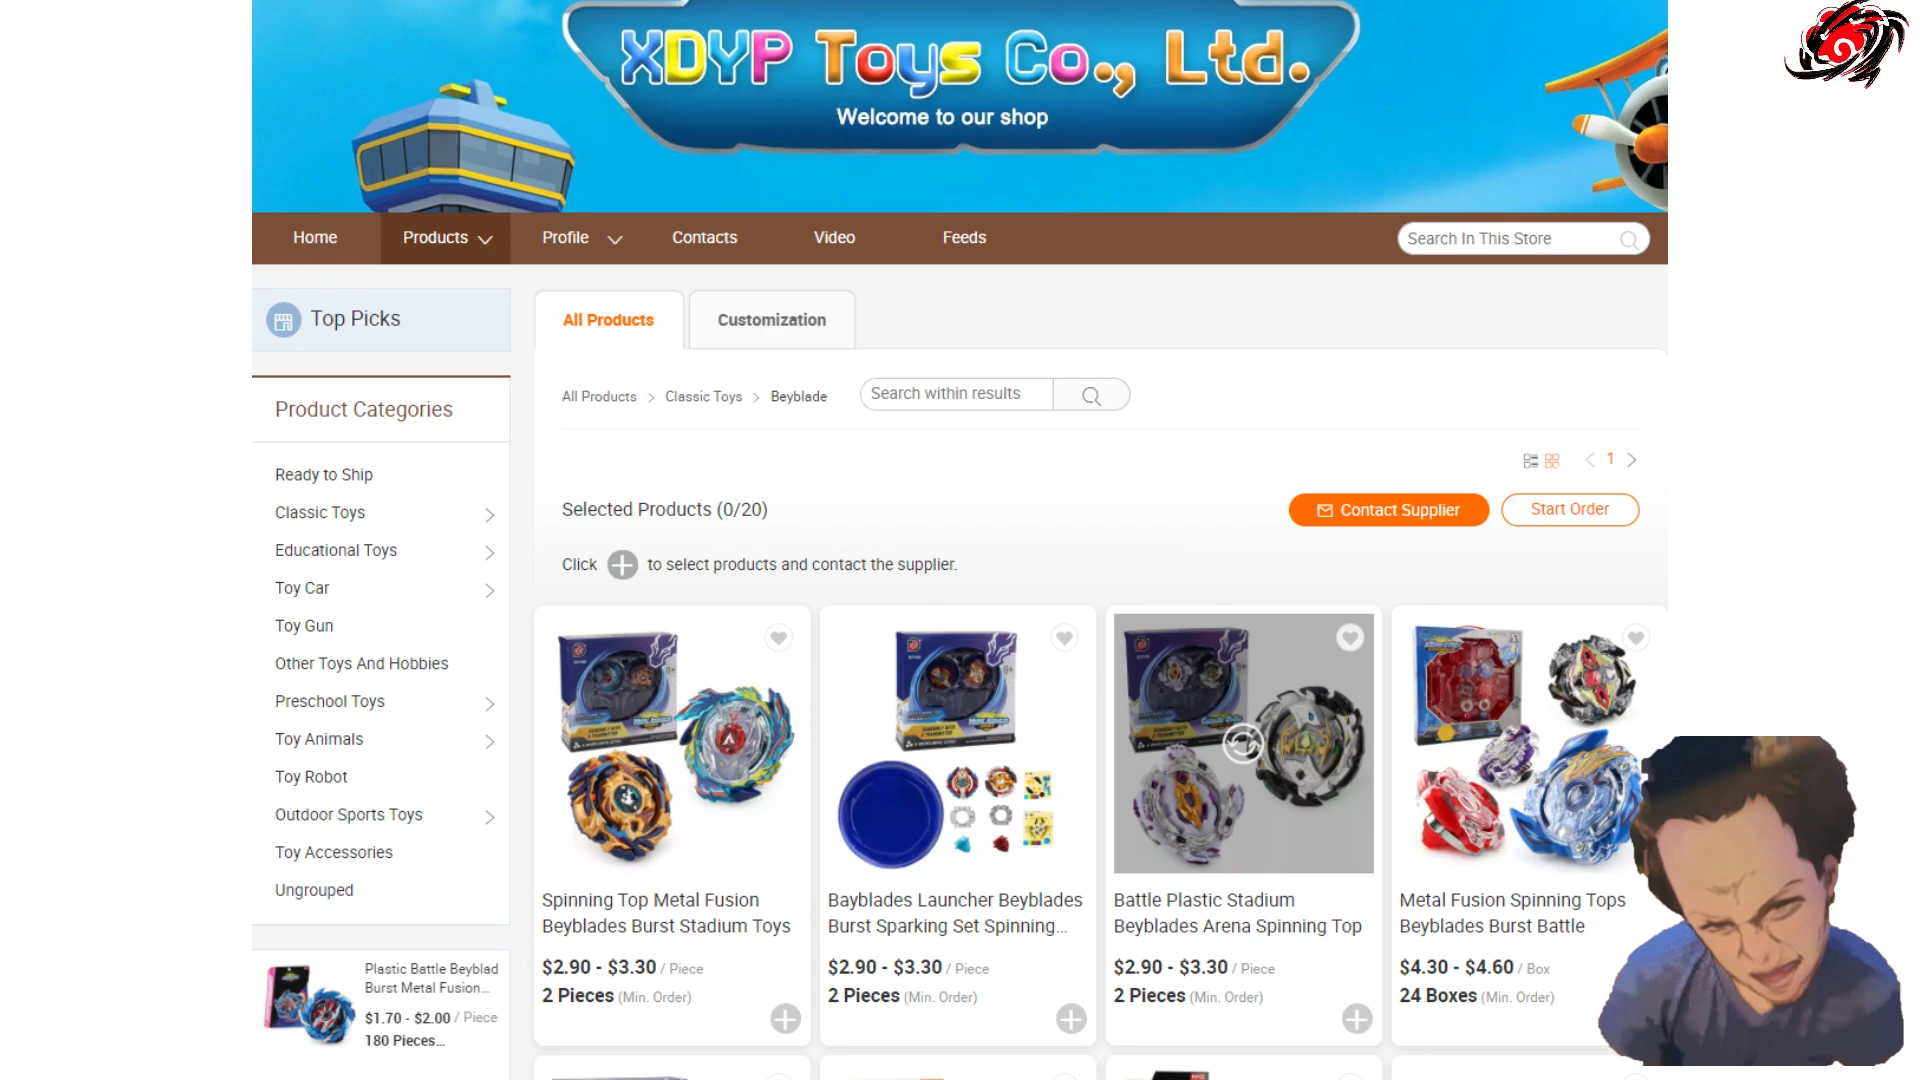 XDYP Toys Co., Ltd.
Welcome to our shop
Home
Products
Profile
Contacts
Video
Feeds
Search In This Store
Top Picks
All Products
Customization
Product Categories
All Products > Classic Toys > Beyblade
Search within results
1
Ready to Ship
Classic Toys
Educational Toys
Toy Car
Toy Gun
Other Toys And Hobbies
Preschool Toys
Toy Animals
Toy Robot
Outdoor Sports Toys
Toy Accessories
Ungrouped
Selected Products (0/20)
Contact Supplier
Start Order
Click + to select products and contact the supplier.
Spinning Top Metal Fusion
Beyblades Burst Stadium Toys
$2.90 - $3.30 / Piece
2 Pieces (Min. Order)
Bayblades Launcher Beyblades
Burst Sparking Set Spinning...
$2.90 - $3.30 / Piece
2 Pieces (Min. Order)
Battle Plastic Stadium
Beyblades Arena Spinning Top
$2.90 - $3.30 / Piece
2 Pieces (Min. Order)
Metal Fusion Spinning Tops
Beyblades Burst Battle
$4.30 - $4.60 / Box
24 Boxes (Min. Order)
Plastic Battle Beyblad
Burst Metal Fusion...
$1.70 - $2.00 / Piece
180 Pieces...